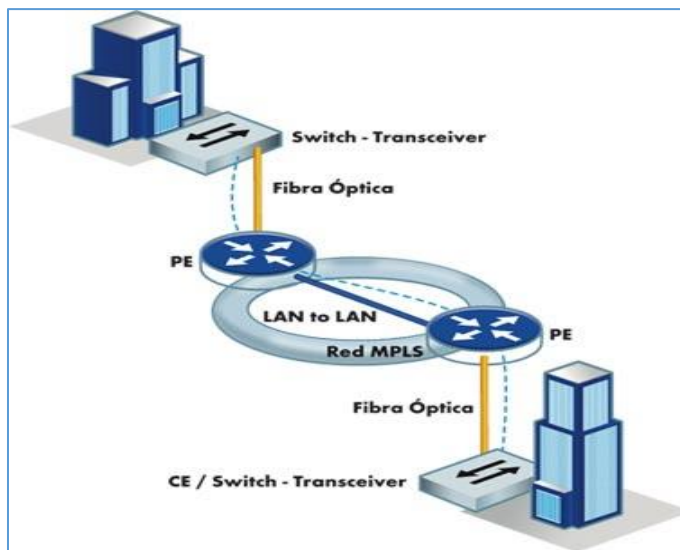 Switch - Transceiver
Fibra Óptica
PE
LAN to LAN
Red MPLS
PE
Fibra Óptica
CE / Switch - Transceiver